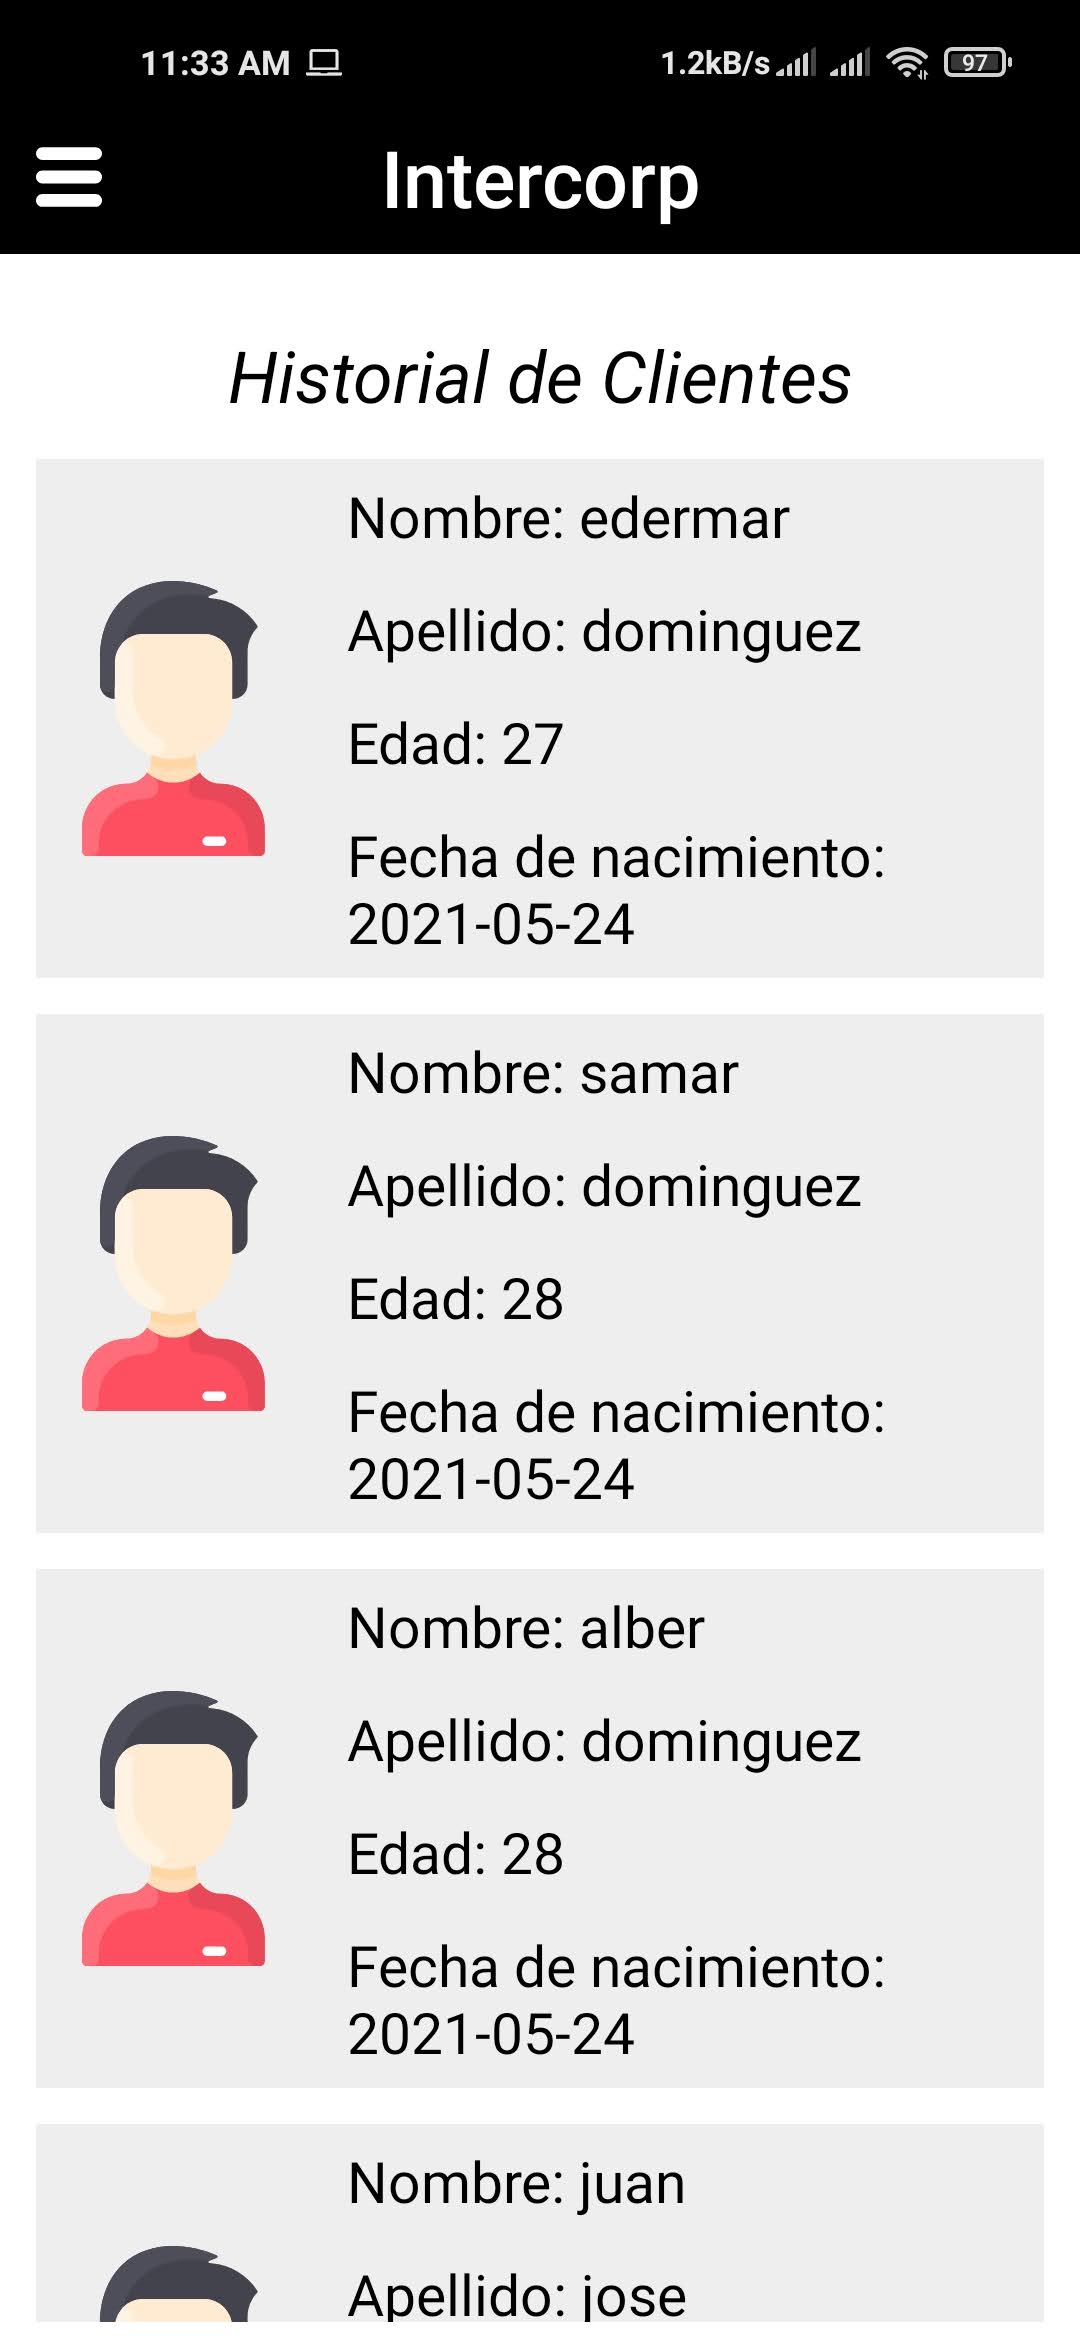 11:33 AM 1.2kB/s 97
Intercorp
Historial de Clientes
Nombre: edermar
Apellido: dominguez
Edad: 27
Fecha de nacimiento:
2021-05-24
Nombre: samar
Apellido: dominguez
Edad: 28
Fecha de nacimiento:
2021-05-24
Nombre: alber
Apellido: dominguez
Edad: 28
Fecha de nacimiento:
2021-05-24
Nombre: juan
Apellido: jose